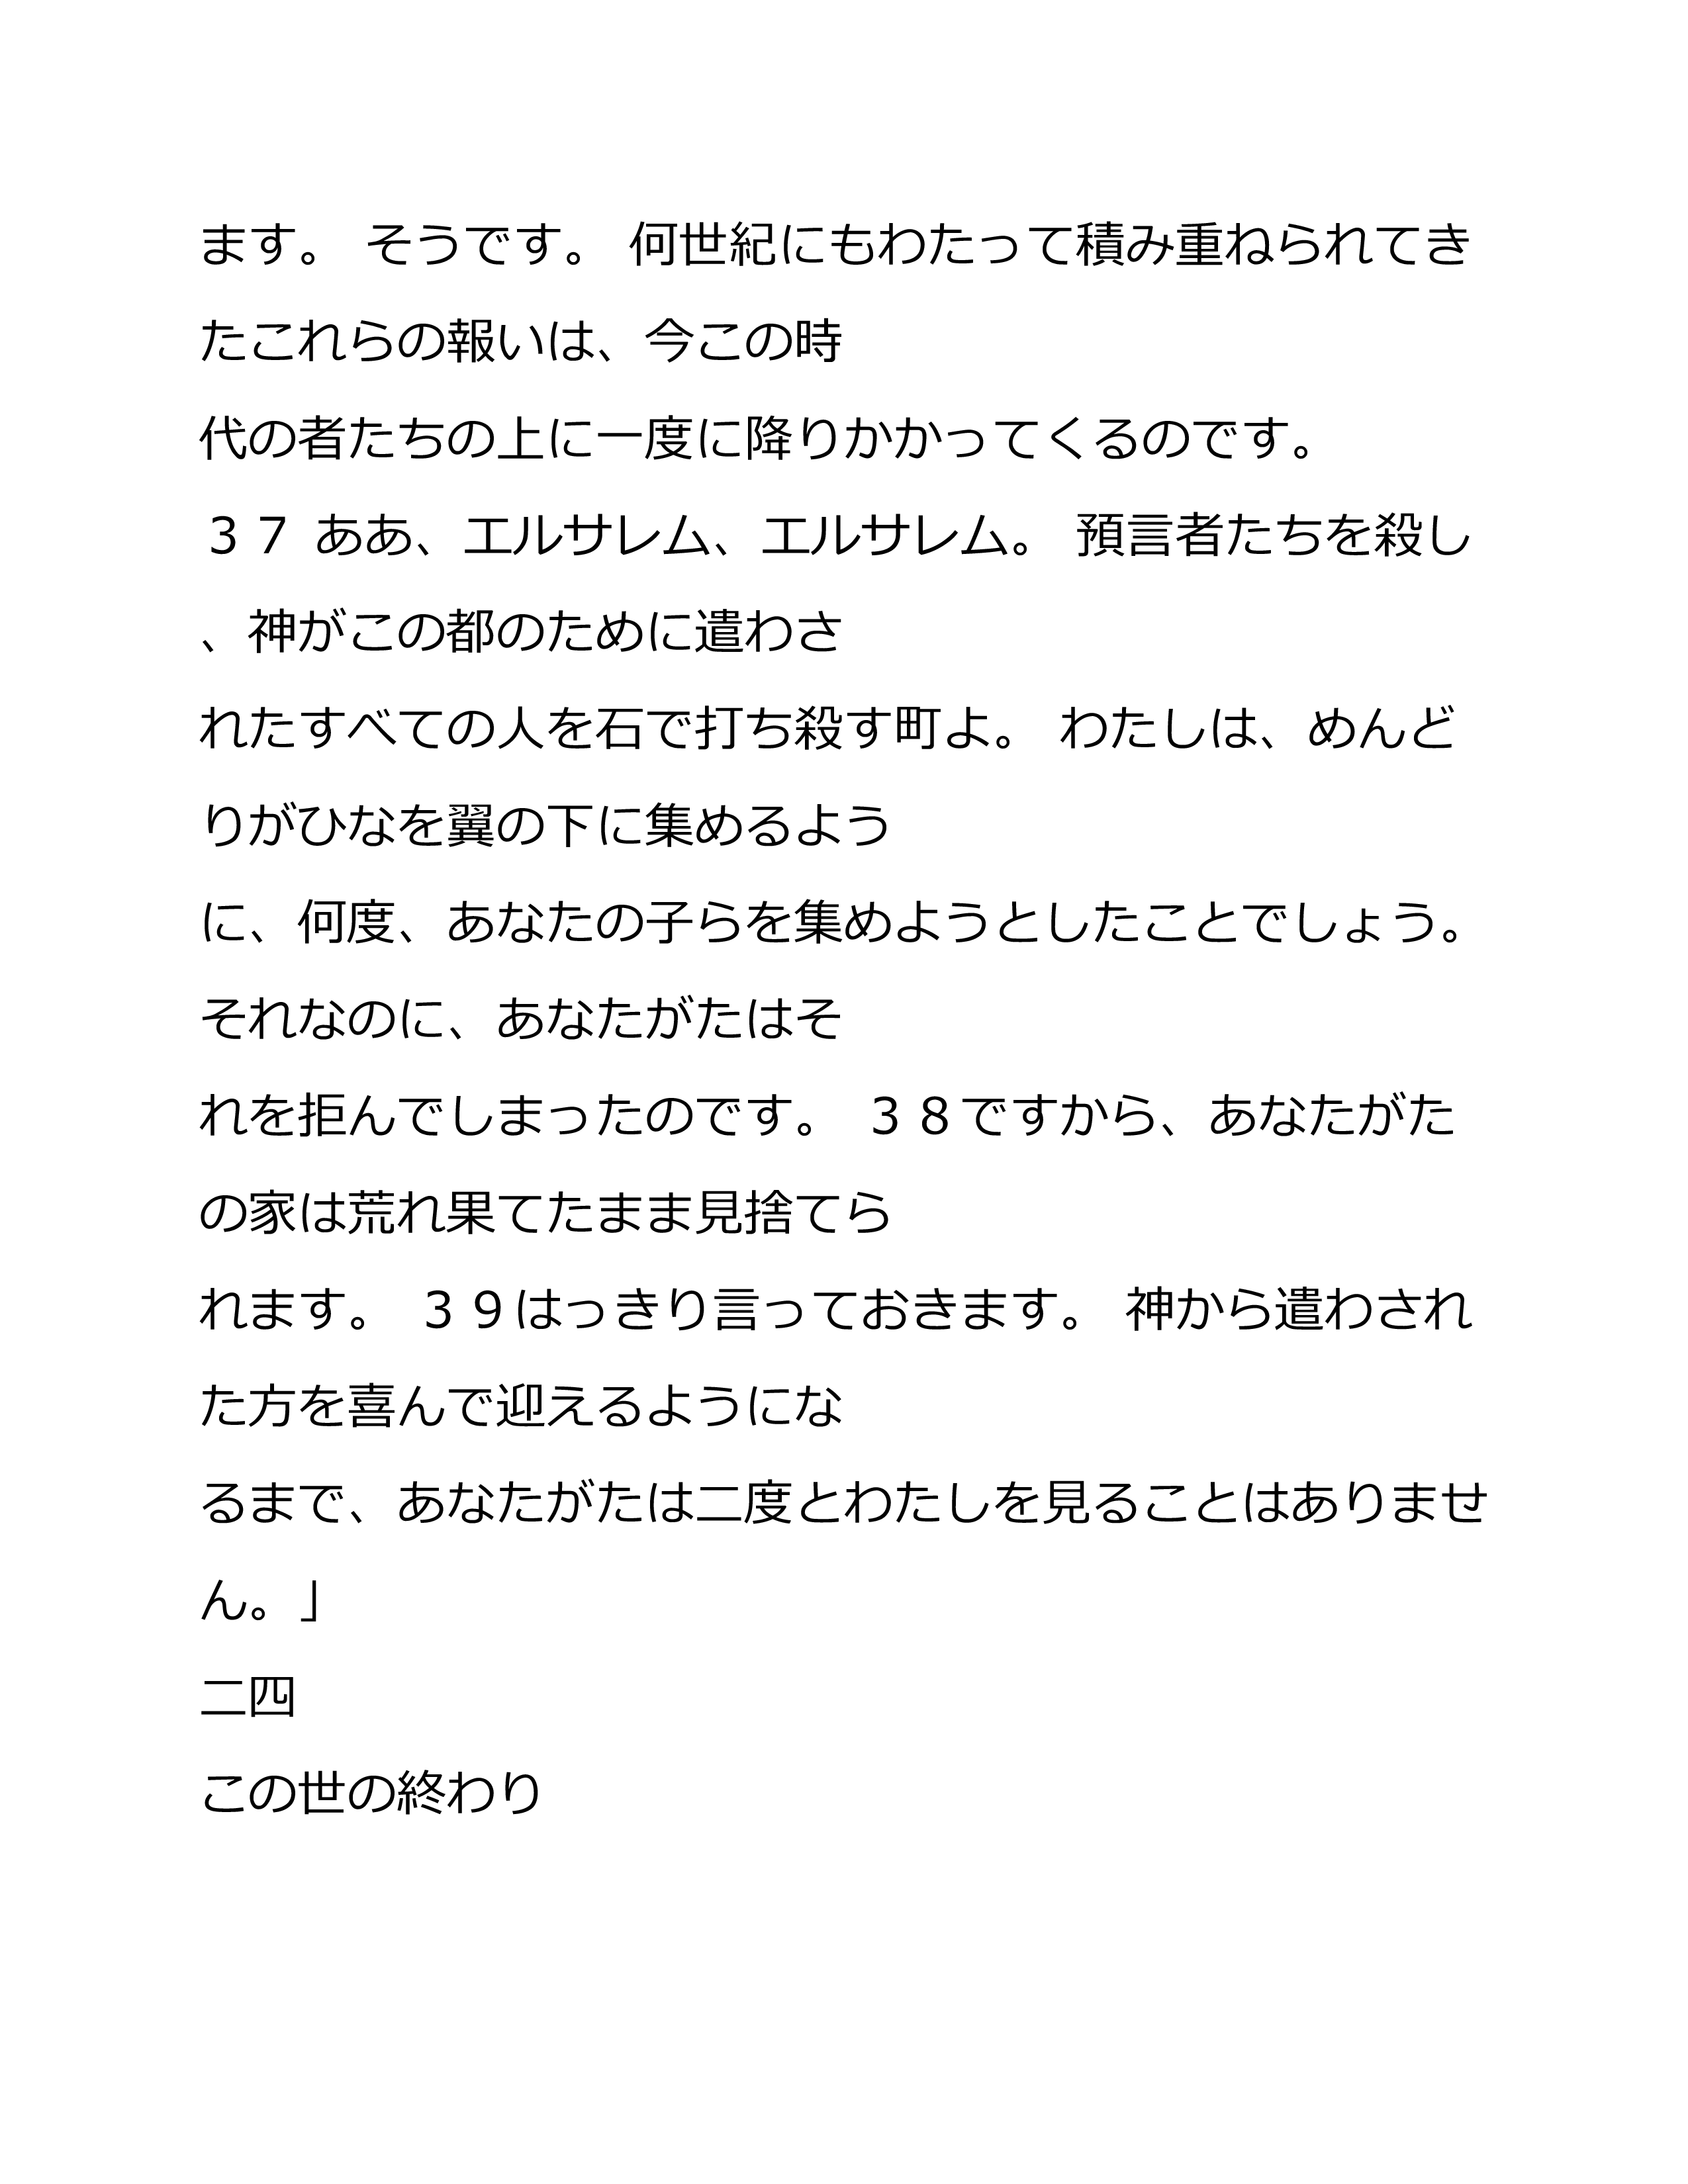 ます。 そうです。 何世紀にもわたって積み重ねられてき
たこれらの報いは、今この時
代の者たちの上に一度に降りかかってくるのです。
３７ ああ、エルサレム、エルサレム。 預言者たちを殺し
、神がこの都のために遣わさ
れたすべての人を石で打ち殺す町よ。 わたしは、めんど
りがひなを翼の下に集めるよう
に、何度、あなたの子らを集めようとしたことでしょう。
それなのに、あなたがたはそ
れを拒んでしまったのです。 ３８ですから、あなたがた
の家は荒れ果てたまま見捨てら
れます。 ３９はっきり言っておきます。 神から遣わされ
た方を喜んで迎えるようにな
るまで、あなたがたは二度とわたしを見ることはありませ
ん。」
二四
この世の終わり